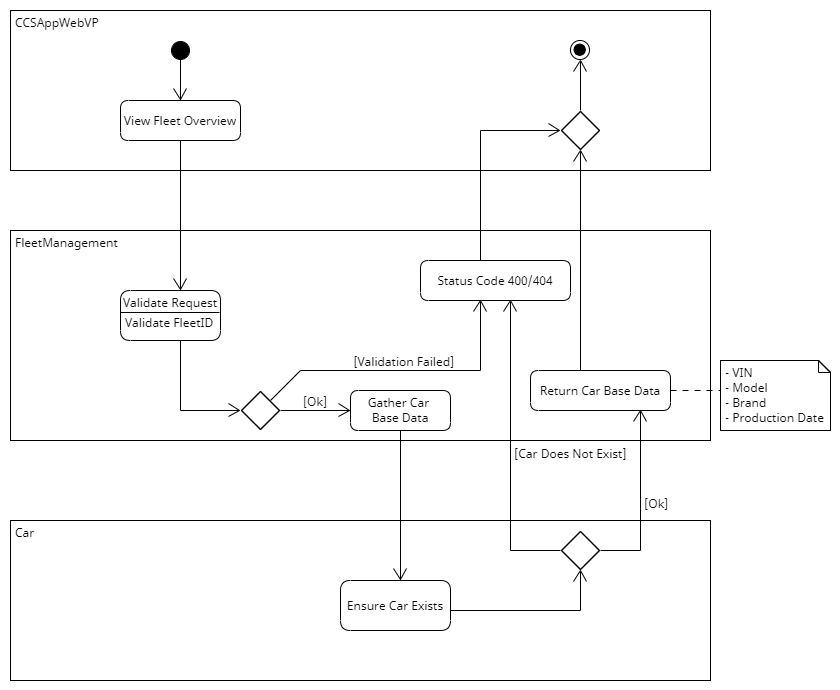 CCSAppWebVP
View Fleet Overview
FleetManagement
Status Code 400/404
Validate Request
Validate FleetID
[Validation Failed]
[Ok]
Gather Car
Base Data
Return Car Base Data
- VIN
- Model
- Brand
- Production Date
[Car Does Not Exist]
[Ok]
Car
Ensure Car Exists